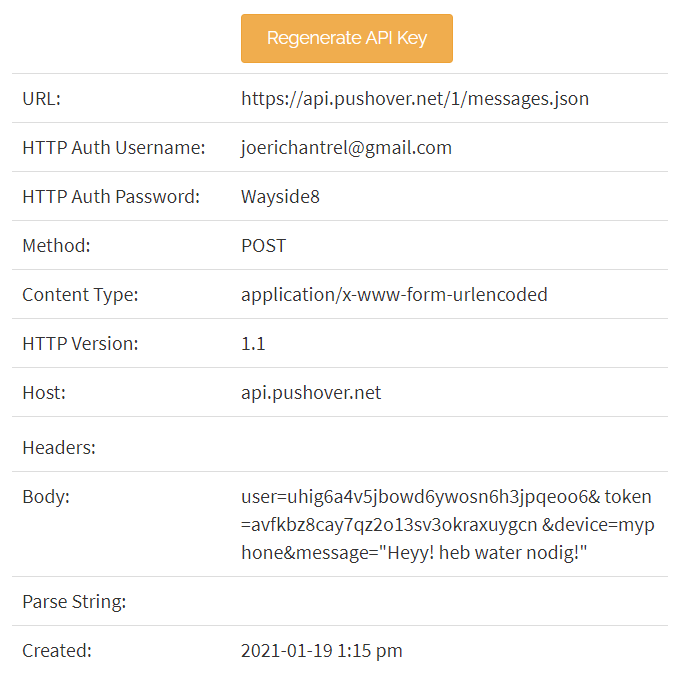 Regenerate API Key
URL: https://api.pushover.net/1/messages.json
HTTP Auth Username: joerichantrel@gmail.com
HTTP Auth Password: Wayside8
Method: POST
Content Type: application/x-www-form-urlencoded
HTTP Version: 1.1
Host: api.pushover.net
Headers:
Body: user=uhig6a4v5jbowd6ywosn6h3jpqeoo6& token
=avfkbz8cay7qz2o13sv3okraxuygcn &device=myp
hone&message="Heyy! heb water nodig!"
Parse String:
Created: 2021-01-19 1:15 pm